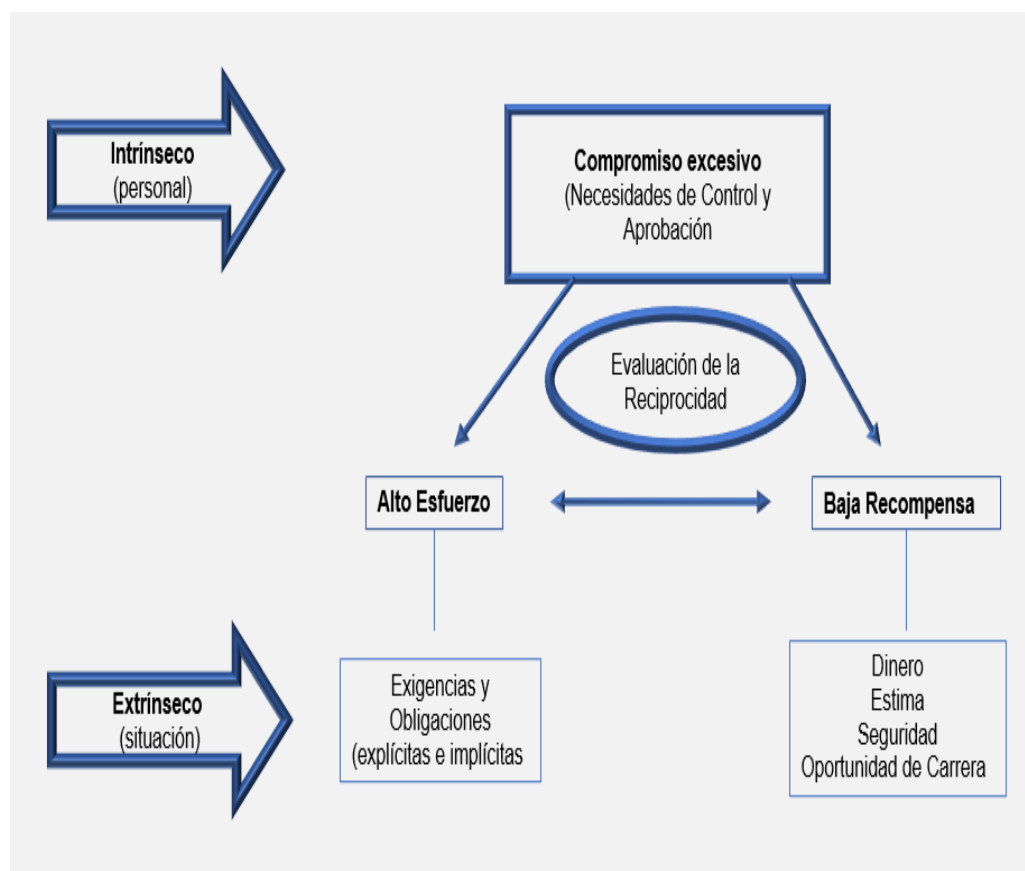 Intrínseco
(personal)
Compromiso excesivo
(Necesidades de Control y
Aprobación
Evaluación de la
Reciprocidad
Alto Esfuerzo
Baja Recompensa
Extrínseco
(situación)
Exigencias y
Obligaciones
(explícitas e implícitas
Dinero
Estima
Seguridad
Oportunidad de Carrera